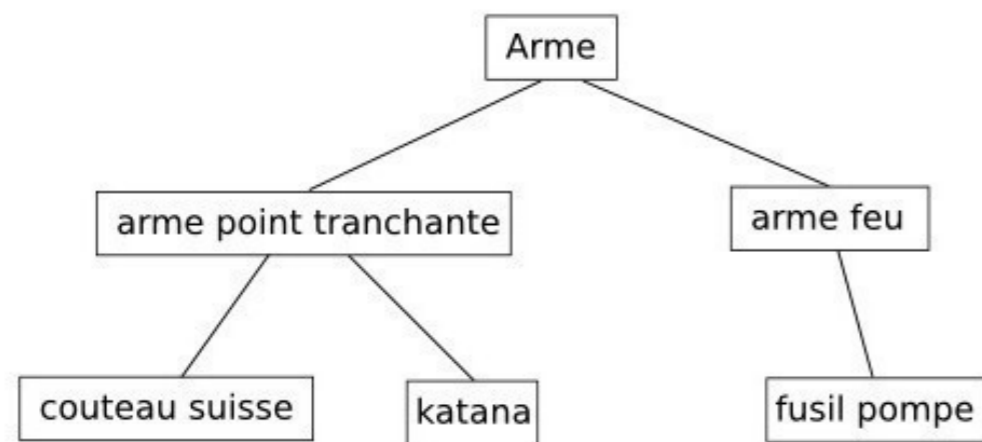 Arme
arme point tranchante
arme feu
couteau suisse
katana
fusil pompe